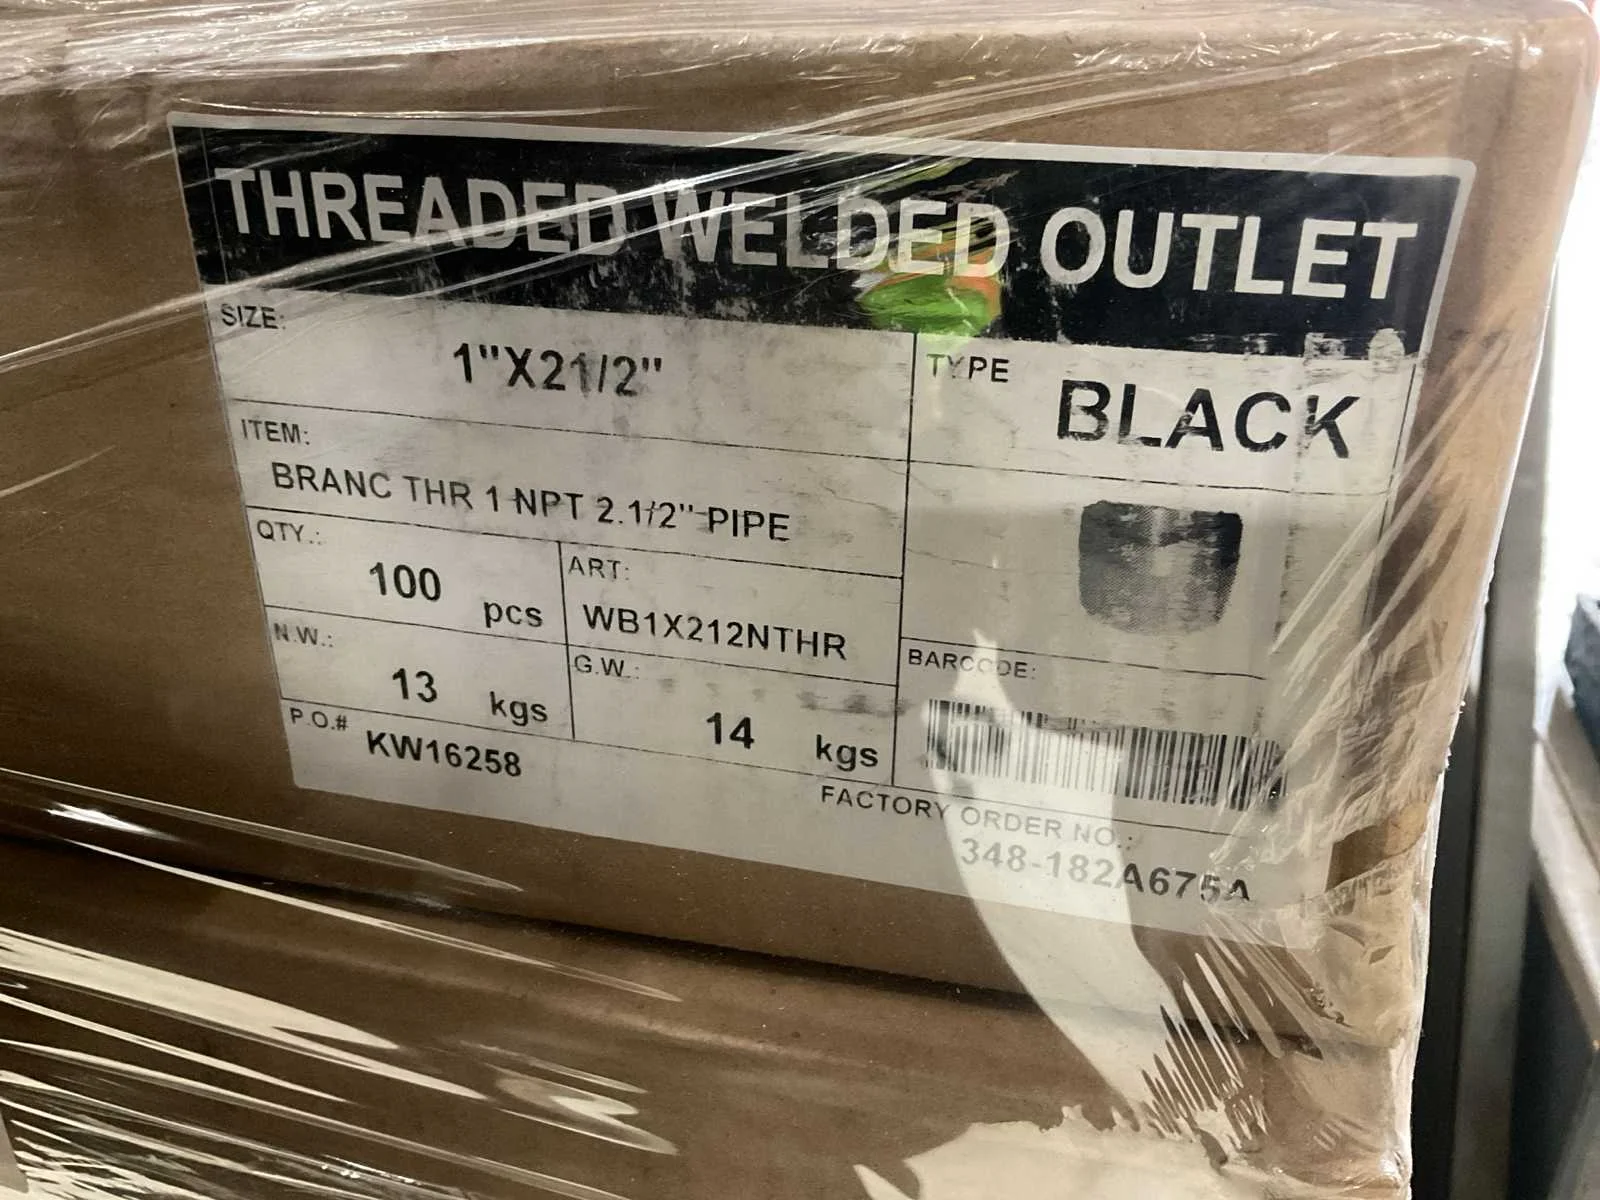 THREADED WELDED OUTLET
SIZE:
1"X21/2"
TYPE
BLACK
ITEM:
BRANC THR 1 NPT 2.1/2" PIPE
QTY.:
100 pcs
ART:
WB1X212NTHR
N.W.:
13 kgs
G.W.:
14 kgs
BARCODE:
P.O.# KW16258
FACTORY ORDER NO.:
348-182A675A